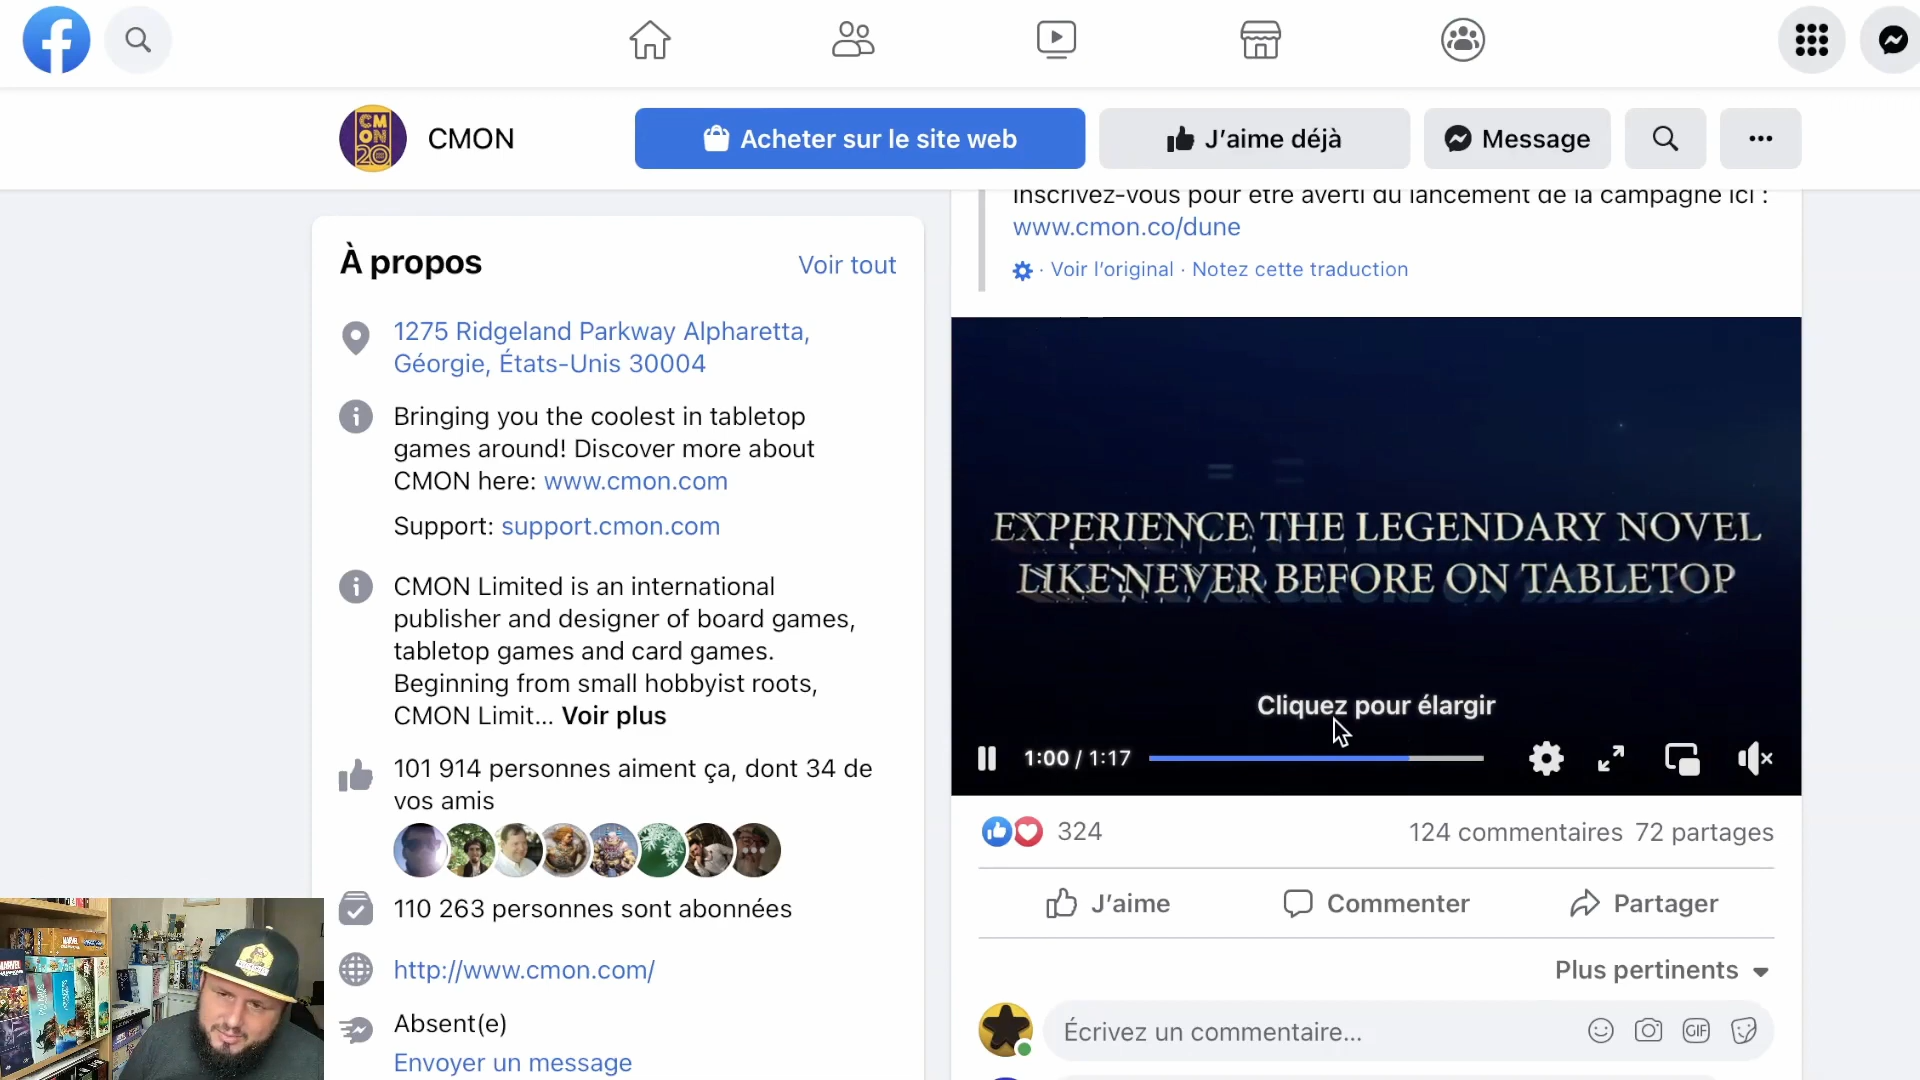 CMON
20
CMON
Acheter sur le site web
J’aime déjà
Message
Inscrivez-vous pour être averti du lancement de la campagne ici :
www.cmon.co/dune
· Voir l’original · Notez cette traduction
À propos
Voir tout
1275 Ridgeland Parkway Alpharetta,
Géorgie, États-Unis 30004
Bringing you the coolest in tabletop
games around! Discover more about
CMON here: www.cmon.com
Support: support.cmon.com
CMON Limited is an international
publisher and designer of board games,
tabletop games and card games.
Beginning from small hobbyist roots,
CMON Limit... Voir plus
101 914 personnes aiment ça, dont 34 de
vos amis
110 263 personnes sont abonnées
http://www.cmon.com/
Absent(e)
Envoyer un message
EXPERIENCE THE LEGENDARY NOVEL
LIKE NEVER BEFORE ON TABLETOP
Cliquez pour élargir
1:00 / 1:17
324
124 commentaires 72 partages
J’aime
Commenter
Partager
Plus pertinents
Écrivez un commentaire...
GIF
MARVEL